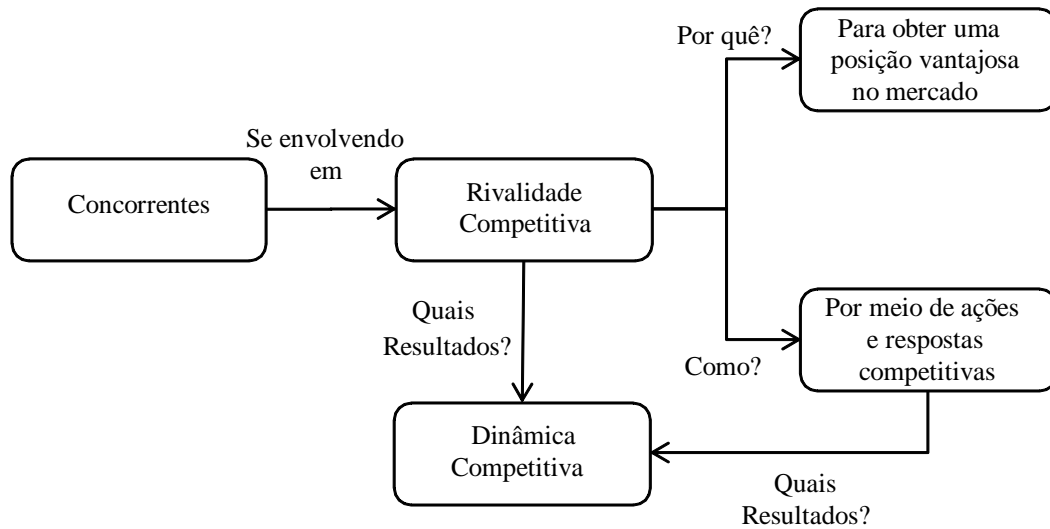 Por quê?
Para obter uma
posição vantajosa
no mercado
Se envolvendo
em
Concorrentes
Rivalidade
Competitiva
Quais
Resultados?
Como?
Por meio de ações
e respostas
competitivas
Dinâmica
Competitiva
Quais
Resultados?